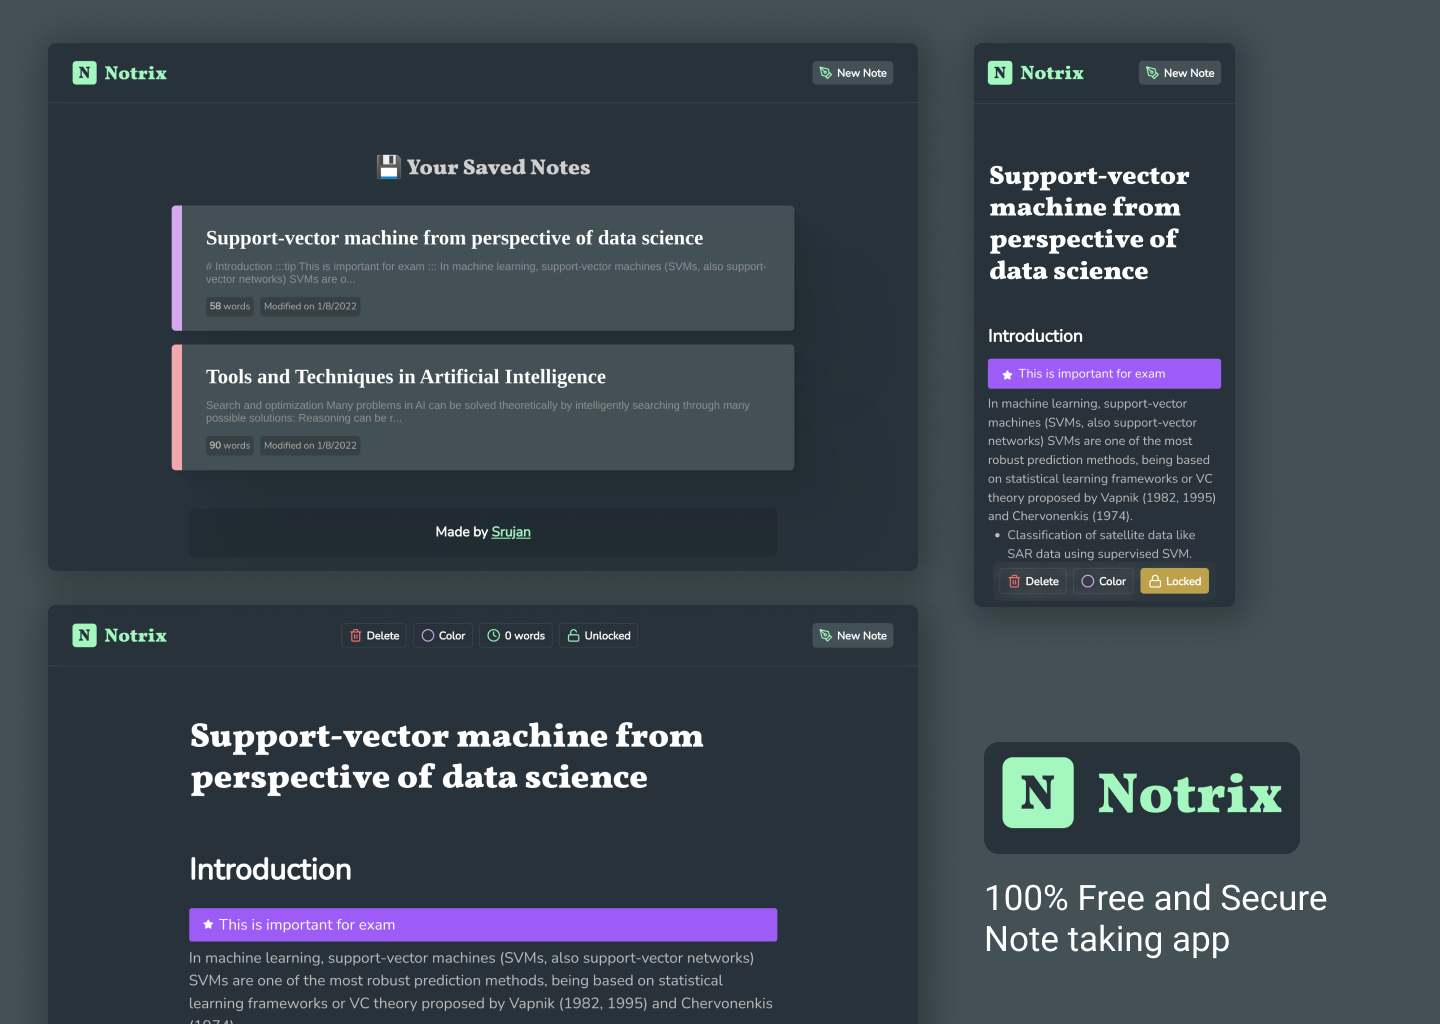 N Notrix
New Note
💾 Your Saved Notes
Support-vector machine from perspective of data science
# Introduction :::tip This is important for exam ::: In machine learning, support-vector machines (SVMs, also support-
vector networks) SVMs are o...
58 words Modified on 1/8/2022
Tools and Techniques in Artificial Intelligence
Search and optimization Many problems in AI can be solved theoretically by intelligently searching through many
possible solutions: Reasoning can be r...
90 words Modified on 1/8/2022
Made by Srujan
N Notrix
New Note
Support-vector
machine from
perspective of
data science
Introduction
This is important for exam
In machine learning, support-vector
machines (SVMs, also support-vector
networks) SVMs are one of the most
robust prediction methods, being based
on statistical learning frameworks or VC
theory proposed by Vapnik (1982, 1995)
and Chervonenkis (1974).
• Classification of satellite data like
SAR data using supervised SVM.
Delete Color Locked
N Notrix
Delete Color 0 words Unlocked
New Note
Support-vector machine from
perspective of data science
Introduction
This is important for exam
In machine learning, support-vector machines (SVMs, also support-vector networks)
SVMs are one of the most robust prediction methods, being based on statistical
learning frameworks or VC theory proposed by Vapnik (1982, 1995) and Chervonenkis
(1974)
N Notrix
100% Free and Secure
Note taking app